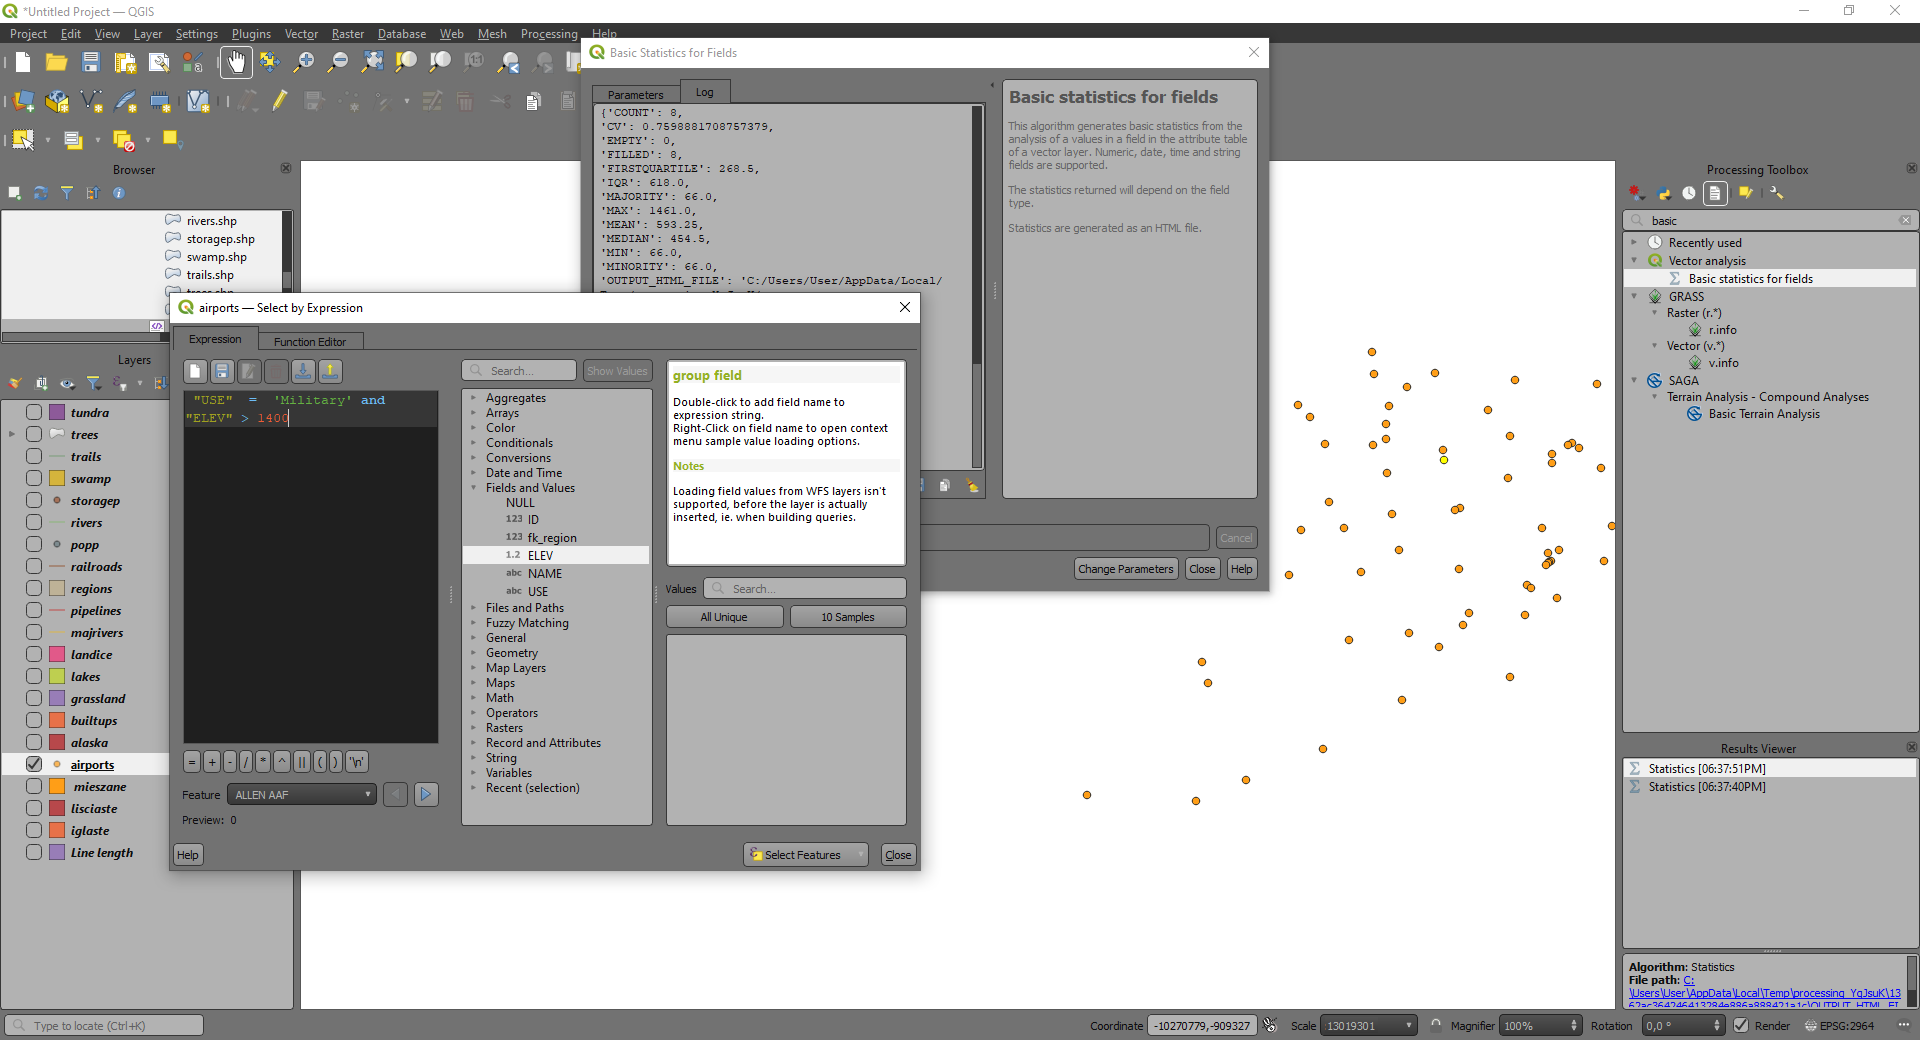 *Untitled Project — QGIS
Project Edit View Layer Settings Plugins Vector Raster Database Web Mesh Processing Help
Browser
rivers.shp
storagep.shp
swamp.shp
trails.shp
Layers
tundra
trees
trails
swamp
storagep
rivers
popp
railroads
regions
pipelines
majrivers
landice
lakes
grassland
builtups
alaska
airports
mieszane
lisciaste
iglaste
Line length
Basic Statistics for Fields
Parameters Log
{'COUNT': 8,
'CV': 0.7598881708757379,
'EMPTY': 0,
'FILLED': 8,
'FIRSTQUARTILE': 268.5,
'IQR': 618.0,
'MAJORITY': 66.0,
'MAX': 1461.0,
'MEAN': 593.25,
'MEDIAN': 454.5,
'MIN': 66.0,
'MINORITY': 66.0,
'OUTPUT_HTML_FILE': 'C:/Users/User/AppData/Local/
Basic statistics for fields
This algorithm generates basic statistics from the
analysis of a values in a field in the attribute table
of a vector layer. Numeric, date, time and string
fields are supported.
The statistics returned will depend on the field
type.
Statistics are generated as an HTML file.
Cancel
Change Parameters Close Help
airports — Select by Expression
Expression Function Editor
"USE" = 'Military' and
"ELEV" > 1400
= + - / * ^ || ( ) '\n'
Feature ALLEN AAF
Preview: 0
Help
Search... Show Values
Aggregates
Arrays
Color
Conditionals
Conversions
Date and Time
Fields and Values
NULL
123 ID
123 fk_region
1.2 ELEV
abc NAME
abc USE
Files and Paths
Fuzzy Matching
General
Geometry
Map Layers
Maps
Math
Operators
Rasters
Record and Attributes
String
Variables
Recent (selection)
group field
Double-click to add field name to
expression string.
Right-Click on field name to open context
menu sample value loading options.
Notes
Loading field values from WFS layers isn't
supported, before the layer is actually
inserted, ie. when building queries.
Values Search...
All Unique 10 Samples
Select Features Close
Processing Toolbox
basic
Recently used
Vector analysis
Basic statistics for fields
GRASS
Raster (r.*)
r.info
Vector (v.*)
v.info
SAGA
Terrain Analysis - Compound Analyses
Basic Terrain Analysis
Results Viewer
Statistics [06:37:51PM]
Statistics [06:37:40PM]
Algorithm: Statistics
File path: C:
\Users\User\AppData\Local\Temp\processing_YqJsuK\13
Type to locate (Ctrl+K)
Coordinate -10270779,-909327 Scale 13019301 Magnifier 100% Rotation 0,0 ° Render EPSG:2964